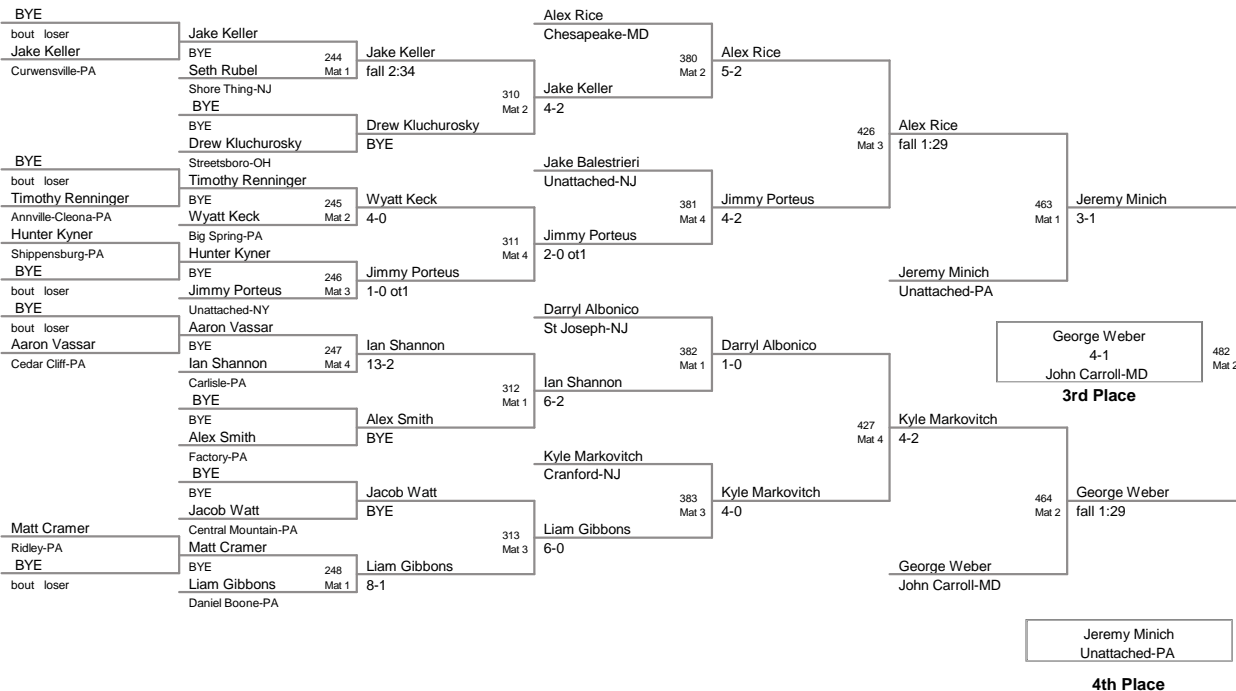 BYE
bout loser
Jake Keller
Curwensville-PA
BYE
bout loser
Timothy Renninger
Annville-Cleona-PA
Hunter Kyner
Shippensburg-PA
BYE
bout loser
BYE
bout loser
Aaron Vassar
Cedar Cliff-PA
Matt Cramer
Ridley-PA
BYE
bout loser
Jake Keller
BYE
244
Seth Rubel
Mat 1
Shore Thing-NJ
BYE
BYE
Drew Kluchurosky
Streetsboro-OH
Timothy Renninger
BYE
245
Wyatt Keck
Mat 2
Big Spring-PA
Hunter Kyner
BYE
246
Jimmy Porteus
Mat 3
Unattached-NY
Aaron Vassar
BYE
247
Ian Shannon
Mat 4
Carlisle-PA
BYE
BYE
Alex Smith
Factory-PA
BYE
BYE
Jacob Watt
Central Mountain-PA
Matt Cramer
BYE
248
Liam Gibbons
Mat 1
Daniel Boone-PA
Jake Keller
fall 2:34
310
Mat 2
Drew Kluchurosky
BYE
Wyatt Keck
4-0
311
Mat 4
Jimmy Porteus
1-0 ot1
Ian Shannon
13-2
312
Mat 1
Alex Smith
BYE
Jacob Watt
BYE
313
Mat 3
Liam Gibbons
8-1
Alex Rice
Chesapeake-MD
380
Mat 2
Jake Keller
4-2
Jake Balestrieri
Unattached-NJ
381
Mat 4
Jimmy Porteus
2-0 ot1
Darryl Albonico
St Joseph-NJ
382
Mat 1
Ian Shannon
6-2
Kyle Markovitch
Cranford-NJ
383
Mat 3
Liam Gibbons
6-0
Alex Rice
5-2
426
Mat 3
Jimmy Porteus
4-2
Darryl Albonico
1-0
427
Mat 4
Kyle Markovitch
4-0
Alex Rice
fall 1:29
463
Mat 1
Jeremy Minich
Unattached-PA
Kyle Markovitch
4-2
464
Mat 2
George Weber
John Carroll-MD
Jeremy Minich
3-1
George Weber
4-1
John Carroll-MD
482
Mat 2
3rd Place
George Weber
fall 1:29
Jeremy Minich
Unattached-PA
4th Place